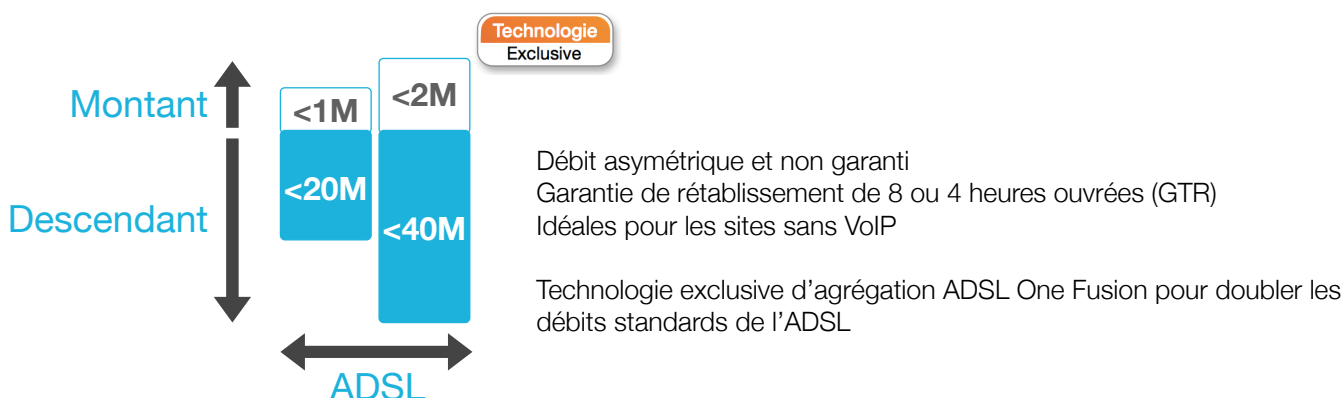 Technologie
Exclusive
Montant
<1M
<2M
Descendant
<20M
<40M
ADSL
Débit asymétrique et non garanti
Garantie de rétablissement de 8 ou 4 heures ouvrées (GTR)
Idéales pour les sites sans VoIP
Technologie exclusive d’agrégation ADSL One Fusion pour doubler les
débits standards de l’ADSL